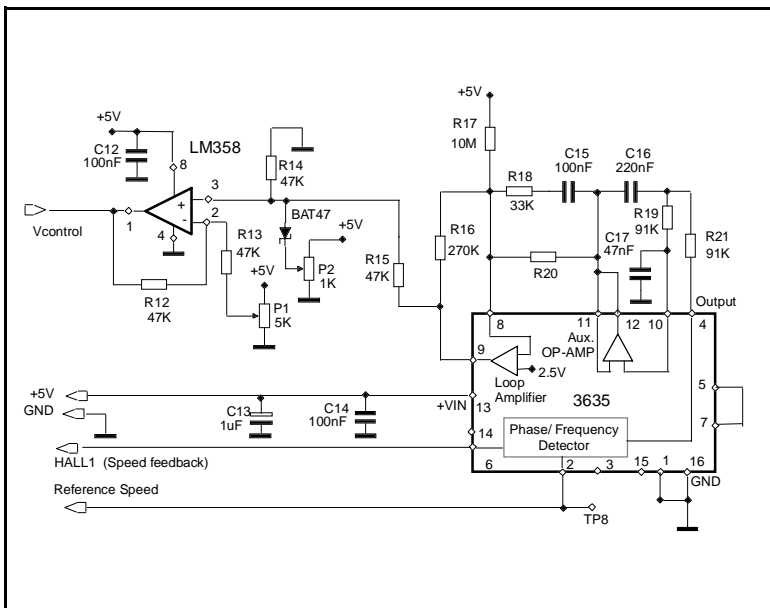 +5V
C12
100nF
LM358
8
3
1
+
-
2
4
Vcontrol
R12
47K
R14
47K
BAT47
R13
47K
+5V
P1
5K
+5V
P2
1K
R15
47K
R16
270K
+5V
R17
10M
R18
33K
C15
100nF
C16
220nF
R20
R19
91K
C17
47nF
R21
91K
Output
8
11
12
10
4
Aux.
OP-AMP
9
2.5V
Loop
Amplifier
3635
5
7
+5V
GND
C13
1uF
C14
100nF
+VIN
13
14
Phase/ Frequency
Detector
HALL1 (Speed feedback)
6
2
3
15
1
16
GND
Reference Speed
TP8